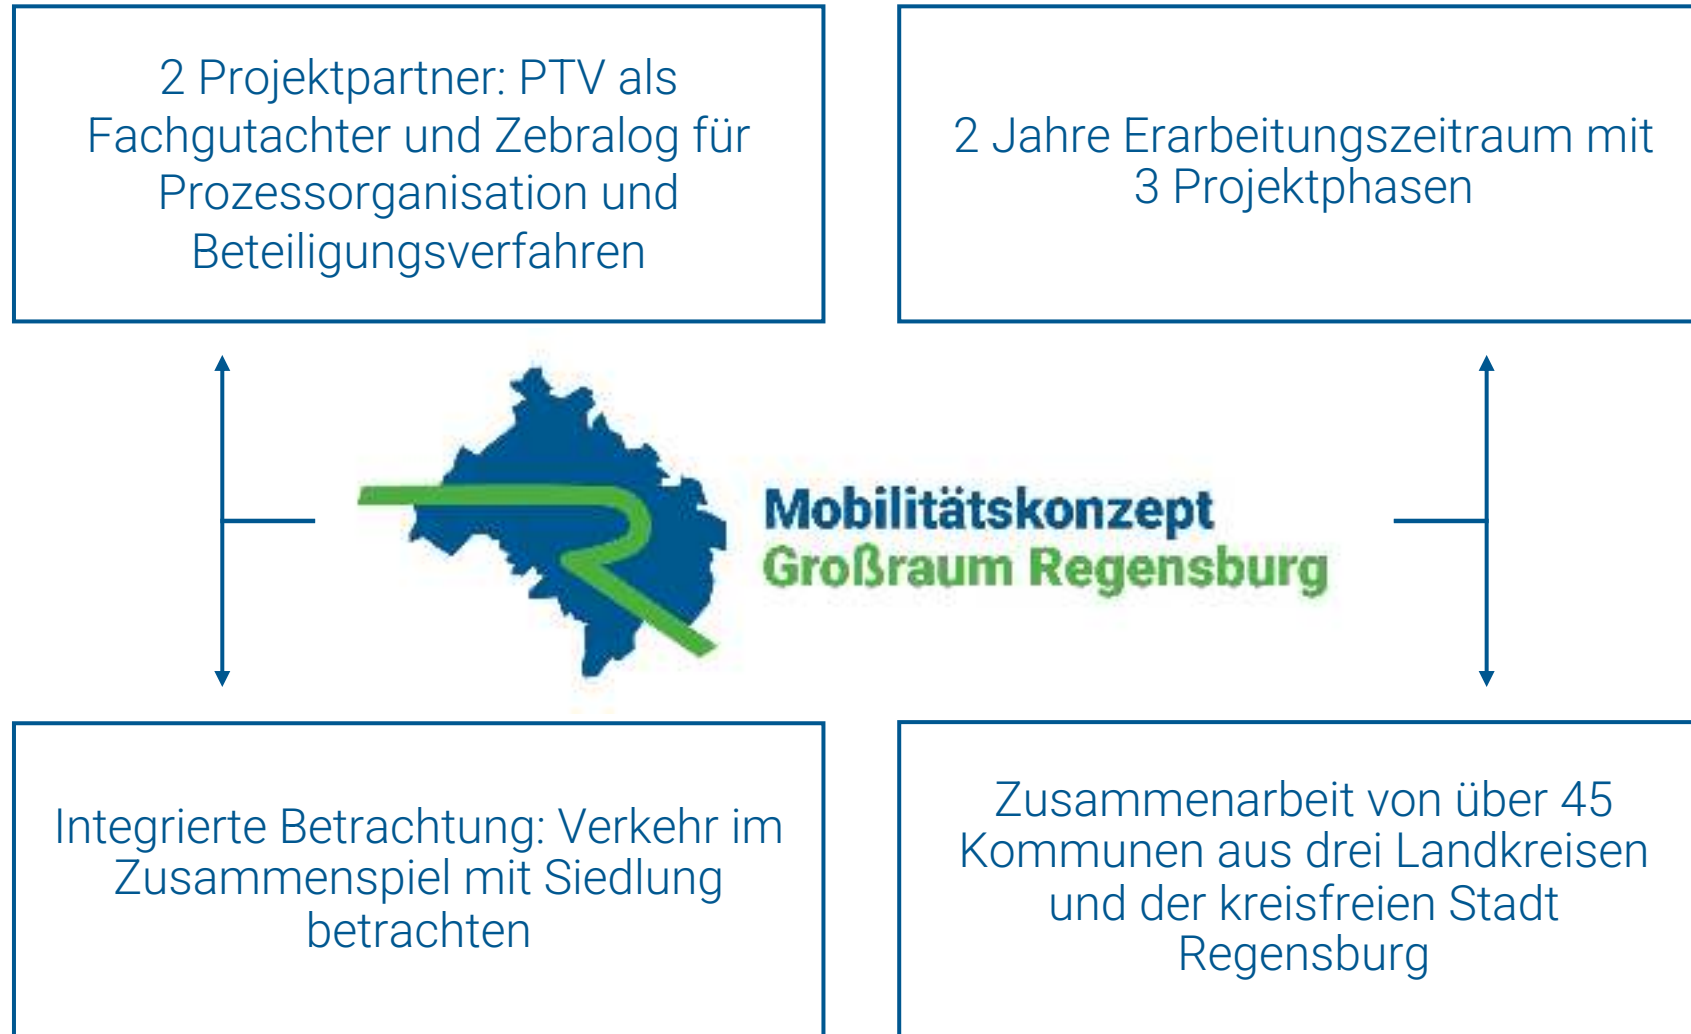 2 Projektpartner: PTV als
Fachgutachter und Zebralog für
Prozessorganisation und
Beteiligungsverfahren
2 Jahre Erarbeitungszeitraum mit
3 Projektphasen
Mobilitätskonzept
Großraum Regensburg
Integrierte Betrachtung: Verkehr im
Zusammenspiel mit Siedlung
betrachten
Zusammenarbeit von über 45
Kommunen aus drei Landkreisen
und der kreisfreien Stadt
Regensburg